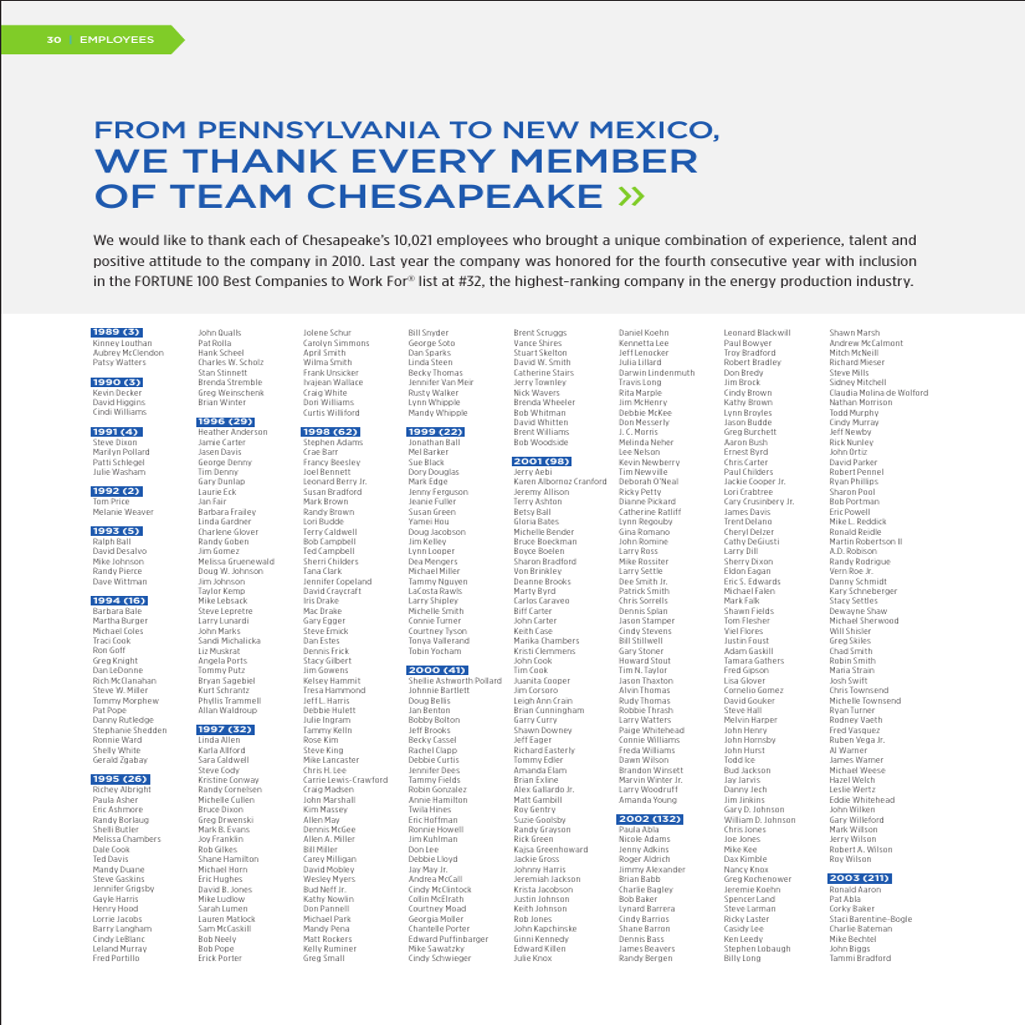 30 | EMPLOYEES
FROM PENNSYLVANIA TO NEW MEXICO,
WE THANK EVERY MEMBER
OF TEAM CHESAPEAKE »
We would like to thank each of Chesapeake's 10,021 employees who brought a unique combination of experience, talent and
positive attitude to the company in 2010. Last year the company was honored for the fourth consecutive year with inclusion
in the FORTUNE 100 Best Companies to Work For® list at #32, the highest-ranking company in the energy production industry.
1989 (3)
Kinney Louthan
Aubrey McClendon
Patsy Watters
1990 (3)
Kevin Decker
David Higgins
Cindi Williams
1991 (4)
Steve Dixon
Marilyn Pollard
Patti Schlegel
Julie Washam
1992 (2)
Tom Price
Melanie Weaver
1993 (5)
Ralph Ball
David Desalvo
Mike Johnson
Randy Pierce
Dave Wittman
1994 (16)
Barbara Bale
Martha Burger
Michael Coles
Traci Cook
Ron Goff
Greg Knight
Dan LeDonne
Rich McClanahan
Steve W. Miller
Tommy Morphew
Pat Pope
Danny Rutledge
Stephanie Shedden
Ronnie Ward
Shelly White
Gerald Zgabay
1995 (26)
Richey Albright
Paula Asher
Eric Ashmore
Randy Borlaug
Shelli Butler
Melissa Chambers
Dale Cook
Ted Davis
Mandy Duane
Steve Gaskins
Jennifer Grigsby
Gayle Harris
Henry Hood
Lorrie Jacobs
Barry Langham
Cindy LeBlanc
Leland Murray
Fred Portillo
John Qualls
Pat Rolla
Hank Scheel
Charles W. Scholz
Stan Stinnett
Brenda Stremble
Greg Weinschenk
Brian Winter
1996 (29)
Heather Anderson
Jamie Carter
Jasen Davis
George Denny
Tim Denny
Gary Dunlap
Laurie Eck
Jan Fair
Barbara Frailey
Linda Gardner
Charlene Glover
Randy Goben
Jim Gomez
Melissa Gruenewald
Doug W. Johnson
Jim Johnson
Taylor Kemp
Mike Lebsack
Steve Lepretre
Larry Lunardi
John Marks
Sandi Michalicka
Liz Muskrat
Angela Ports
Tommy Putz
Bryan Sagebiel
Kurt Schrantz
Phyllis Trammell
Allan Waldroup
1997 (32)
Linda Allen
Karla Allford
Sara Caldwell
Steve Cody
Kristine Conway
Randy Cornelsen
Michelle Cullen
Bruce Dixon
Greg Drwenski
Mark B. Evans
Joy Franklin
Rob Gilkes
Shane Hamilton
Michael Horn
Eric Hughes
David B. Jones
Mike Ludlow
Sarah Lumen
Lauren Matlock
Sam McCaskill
Bob Neely
Bob Pope
Erick Porter
Jolene Schur
Carolyn Simmons
April Smith
Wilma Smith
Frank Unsicker
Ivajean Wallace
Craig White
Dori Williams
Curtis Williford
1998 (62)
Stephen Adams
Crae Barr
Francy Beesley
Joel Bennett
Leonard Berry Jr.
Susan Bradford
Mark Brown
Randy Brown
Lori Budde
Terry Caldwell
Bob Campbell
Ted Campbell
Sherri Childers
Tana Clark
Jennifer Copeland
David Craycraft
Iris Drake
Mac Drake
Gary Egger
Steve Emick
Dan Estes
Dennis Frick
Stacy Gilbert
Jim Gowens
Kelsey Hammit
Tresa Hammond
Jeff L. Harris
Debbie Hulett
Julie Ingram
Tammy Kelln
Rose Kim
Steve King
Mike Lancaster
Chris H. Lee
Carrie Lewis-Crawford
Craig Madsen
John Marshall
Kim Massey
Allen May
Dennis McGee
Allen A. Miller
Bill Miller
Carey Milligan
David Mobley
Wesley Myers
Bud Neff Jr.
Kathy Nowlin
Don Pannell
Michael Park
Mandy Pena
Matt Rockers
Kelly Ruminer
Greg Small
Bill Snyder
George Soto
Dan Sparks
Linda Steen
Becky Thomas
Jennifer Van Meir
Rusty Walker
Lynn Whipple
Mandy Whipple
1999 (22)
Jonathan Ball
Mel Barker
Sue Black
Dory Douglas
Mark Edge
Jenny Ferguson
Jeanie Fuller
Susan Green
Yamei Hou
Doug Jacobson
Jim Kelley
Lynn Looper
Dea Mengers
Michael Miller
Tammy Nguyen
LaCosta Rawls
Larry Shipley
Michelle Smith
Connie Turner
Courtney Tyson
Tonya Vallerand
Tobin Yocham
2000 (41)
Shellie Ashworth Pollard
Johnnie Bartlett
Doug Bellis
Jan Benton
Bobby Bolton
Jeff Brooks
Becky Cassel
Rachel Clapp
Debbie Curtis
Jennifer Dees
Tammy Fields
Robin Gonzalez
Annie Hamilton
Twila Hines
Eric Hoffman
Ronnie Howell
Jim Kuhlman
Don Lee
Debbie Lloyd
Jay May Jr.
Andrea McCall
Cindy McClintock
Collin McElrath
Courtney Moad
Georgia Moller
Chantelle Porter
Edward Puffinbarger
Mike Sawatzky
Cindy Schwieger
Brent Scruggs
Vance Shires
Stuart Skelton
David W. Smith
Catherine Stairs
Jerry Townley
Nick Wavers
Brenda Wheeler
Bob Whitman
David Whitten
Brent Williams
Bob Woodside
2001 (98)
Jerry Aebi
Karen Albornoz Cranford
Jeremy Allison
Terry Ashton
Betsy Ball
Gloria Bates
Michelle Bender
Bruce Boeckman
Boyce Boelen
Sharon Bradford
Von Brinkley
Deanne Brooks
Marty Byrd
Carlos Caraveo
Biff Carter
John Carter
Keith Case
Marika Chambers
Kristi Clemmens
John Cook
Tim Cook
Juanita Cooper
Jim Corsoro
Leigh Ann Crain
Brian Cunningham
Garry Curry
Shawn Downey
Jeff Eager
Richard Easterly
Tommy Edler
Amanda Elam
Brian Exline
Alex Gallardo Jr.
Matt Gambill
Roy Gentry
Suzie Goolsby
Randy Grayson
Rick Green
Kajsa Greenhoward
Jackie Gross
Johnny Harris
Jeremiah Jackson
Krista Jacobson
Justin Johnson
Keith Johnson
Rob Jones
John Kapchinske
Ginni Kennedy
Edward Killen
Julie Knox
Daniel Koehn
Kennetta Lee
Jeff Lenocker
Julia Lillard
Darwin Lindenmuth
Travis Long
Rita Marple
Jim McHenry
Debbie McKee
Don Messerly
J. C. Morris
Melinda Neher
Lee Nelson
Kevin Newberry
Tim Newville
Deborah O'Neal
Ricky Petty
Dianne Pickard
Catherine Ratliff
Lynn Regouby
Gina Romano
John Romine
Larry Ross
Mike Rossiter
Larry Settle
Dee Smith Jr.
Patrick Smith
Chris Sorrells
Dennis Splan
Jason Stamper
Cindy Stevens
Bill Stillwell
Gary Stoner
Howard Stout
Tim N. Taylor
Jason Thaxton
Alvin Thomas
Rudy Thomas
Robbie Thrash
Larry Watters
Paige Whitehead
Connie Williams
Freda Williams
Dawn Wilson
Brandon Winsett
Marvin Winter Jr.
Larry Woodruff
Amanda Young
2002 (132)
Paula Abla
Nicole Adams
Jenny Adkins
Roger Aldrich
Jimmy Alexander
Brian Babb
Charlie Bagley
Bob Baker
Lynard Barrera
Cindy Barrios
Shane Barron
Dennis Bass
James Beavers
Randy Bergen
Leonard Blackwill
Paul Bowyer
Troy Bradford
Robert Bradley
Don Bredy
Jim Brock
Cindy Brown
Kathy Brown
Lynn Broyles
Jason Budde
Greg Burchett
Aaron Bush
Ernest Byrd
Chris Carter
Paul Childers
Jackie Cooper Jr.
Lori Crabtree
Cary Crusinbery Jr.
James Davis
Trent Delano
Cheryl Delzer
Cathy DeGiusti
Larry Dill
Sherry Dixon
Eldon Eagan
Eric S. Edwards
Michael Falen
Mark Falk
Shawn Fields
Tom Flesher
Viel Flores
Justin Foust
Adam Gaskill
Tamara Gathers
Fred Gipson
Lisa Glover
Cornelio Gomez
David Gouker
Steve Hall
Melvin Harper
John Henry
John Hornsby
John Hurst
Todd Ice
Bud Jackson
Jay Jarvis
Danny Jech
Jim Jinkins
Gary D. Johnson
William D. Johnson
Chris Jones
Joe Jones
Mike Kee
Dax Kimble
Nancy Knox
Greg Kochenower
Jeremie Koehn
Spencer Land
Steve Larman
Ricky Laster
Casidy Lee
Ken Leedy
Stephen Lobaugh
Billy Long
Shawn Marsh
Andrew McCalmont
Mitch McNeill
Richard Mieser
Steve Mills
Sidney Mitchell
Claudia Molina de Wolford
Nathan Morrison
Todd Murphy
Cindy Murray
Jeff Newby
Rick Nunley
John Ortiz
David Parker
Robert Pennel
Ryan Phillips
Sharon Pool
Bob Portman
Eric Powell
Mike L. Reddick
Ronald Reidle
Martin Robertson II
A.D. Robison
Randy Rodrigue
Vern Roe Jr.
Danny Schmidt
Kary Schneberger
Stacy Settles
Dewayne Shaw
Michael Sherwood
Will Shisler
Greg Skiles
Chad Smith
Robin Smith
Maria Strain
Josh Swift
Chris Townsend
Michelle Townsend
Ryan Turner
Rodney Vaeth
Fred Vasquez
Ruben Vega Jr.
Al Warner
James Warner
Michael Weese
Hazel Welch
Leslie Wertz
Eddie Whitehead
John Wilken
Gary Willeford
Mark Willson
Jerry Wilson
Robert A. Wilson
Roy Wilson
2003 (211)
Ronald Aaron
Pat Abla
Corky Baker
Staci Barentine-Bogle
Charlie Bateman
Mike Bechtel
John Biggs
Tammi Bradford